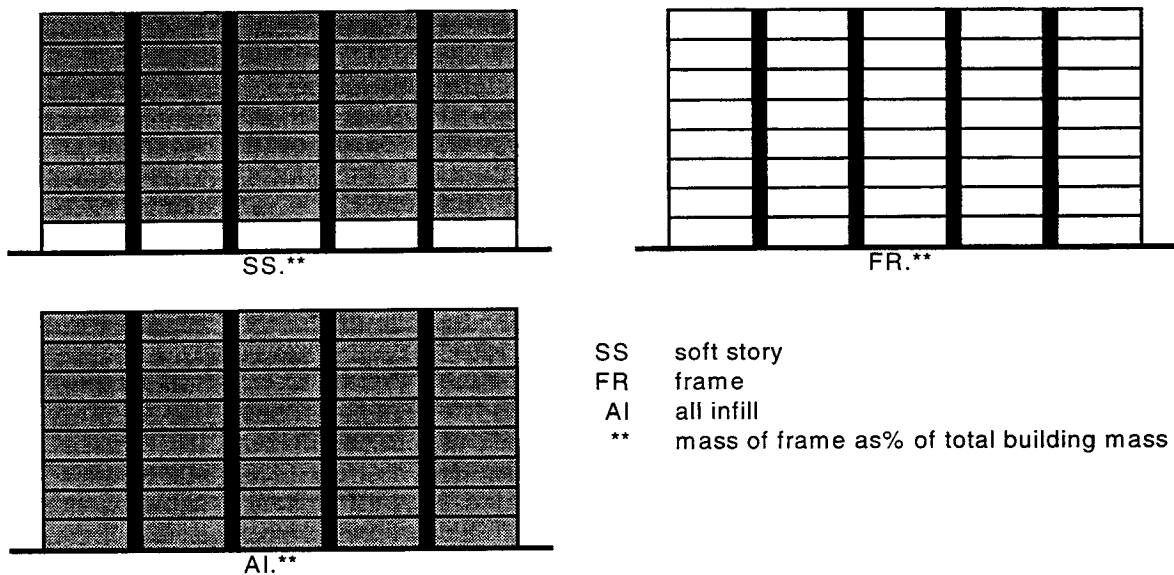 SS.**
FR.**
SS soft story
FR frame
AI all infill
** mass of frame as% of total building mass
AI.**